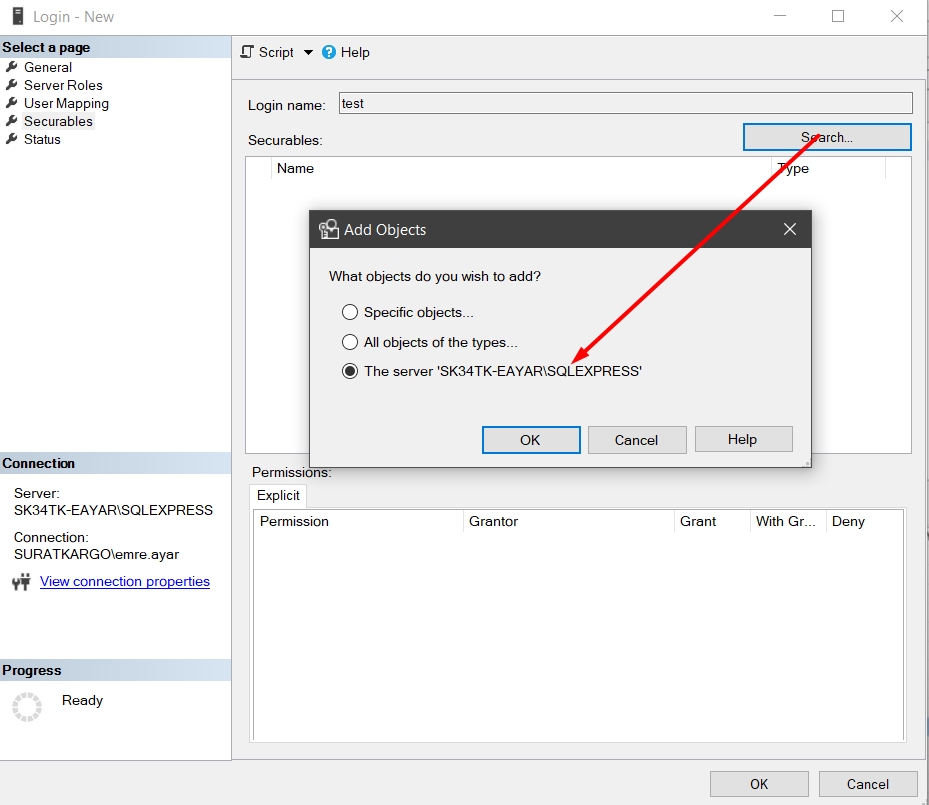 Login - New
Select a page
General
Server Roles
User Mapping
Securables
Status
Script
Help
Login name: test
Securables:
Search...
Name Type
Add Objects
What objects do you wish to add?
Specific objects...
All objects of the types...
The server 'SK34TK-EAYAR\SQLEXPRESS'
OK Cancel Help
Permissions:
Explicit
Permission Grantor Grant With Gr... Deny
Connection
Server:
SK34TK-EAYAR\SQLEXPRESS
Connection:
SURATKARGO\emre.ayar
View connection properties
Progress
Ready
OK Cancel